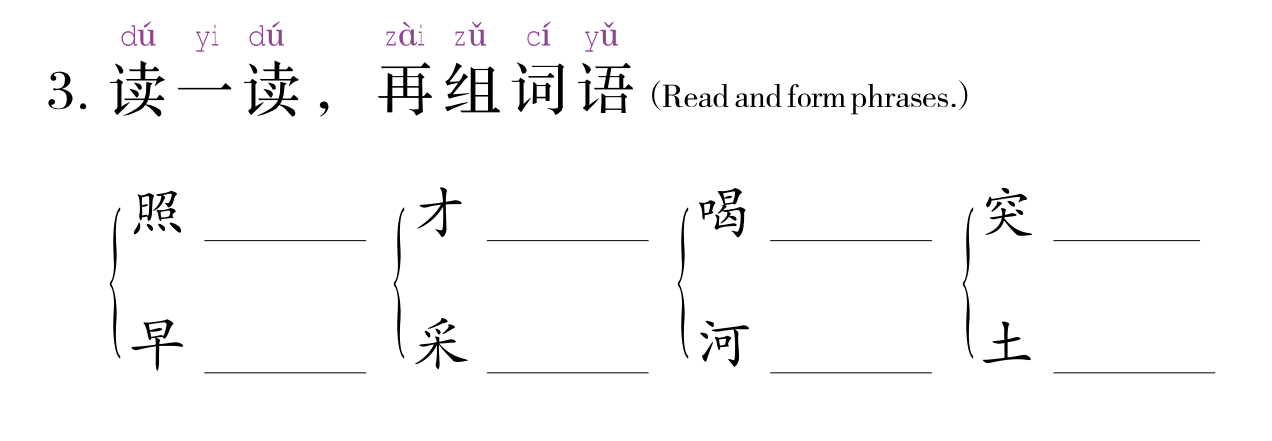 dú yi dú zài zǔ cí yǔ
3. 读一读，再组词语 (Read and form phrases.)
照 才 喝 突
早 采 河 土